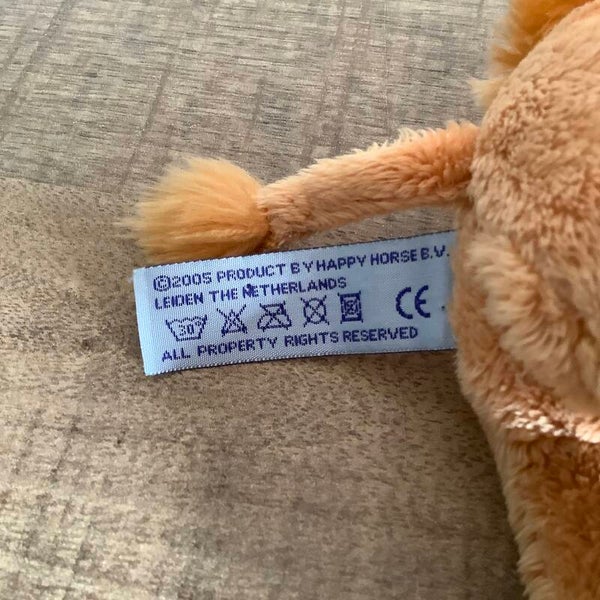 ©2005 PRODUCT BY HAPPY HORSE B.V.
LEIDEN THE NETHERLANDS
30° CE
ALL PROPERTY RIGHTS RESERVED